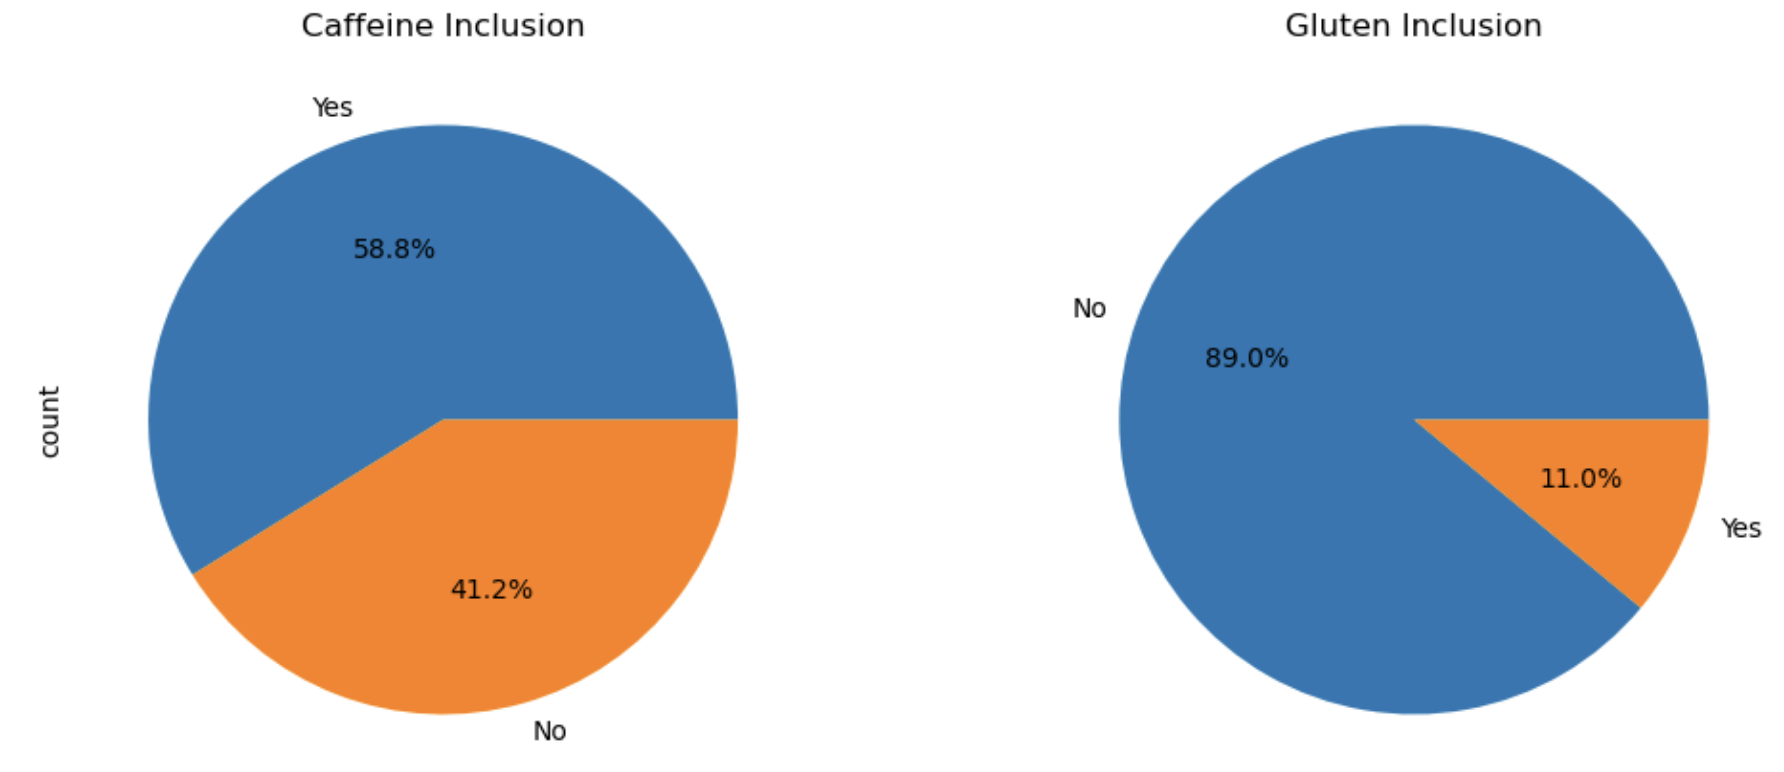 Caffeine Inclusion
Yes
58.8%
count
41.2%
No
Gluten Inclusion
No
89.0%
11.0%
Yes